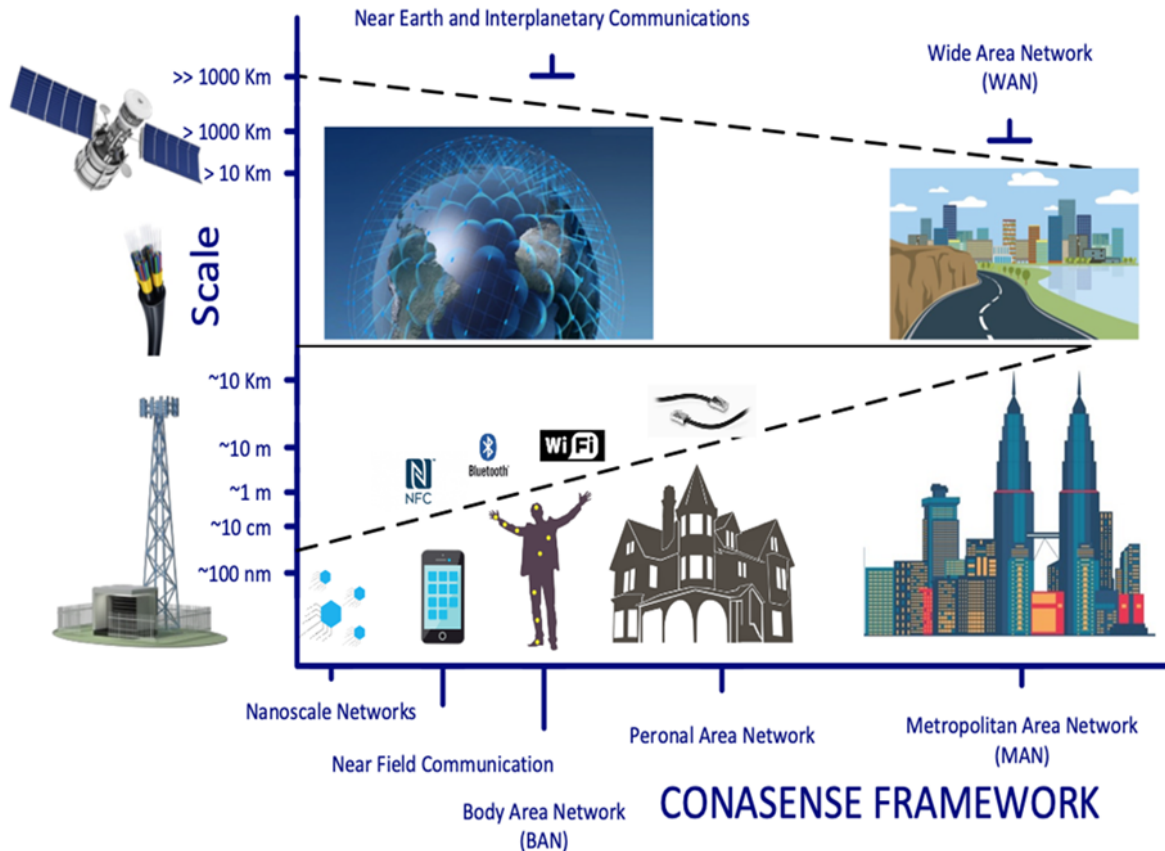 Near Earth and Interplanetary Communications
Wide Area Network
(WAN)
>> 1000 Km
> 1000 Km
> 10 Km
Scale
~10 Km
~10 m
~1 m
~10 cm
~100 nm
NFC
Bluetooth
Wi Fi
Nanoscale Networks
Near Field Communication
Body Area Network
(BAN)
Peronal Area Network
Metropolitan Area Network
(MAN)
CONASENSE FRAMEWORK